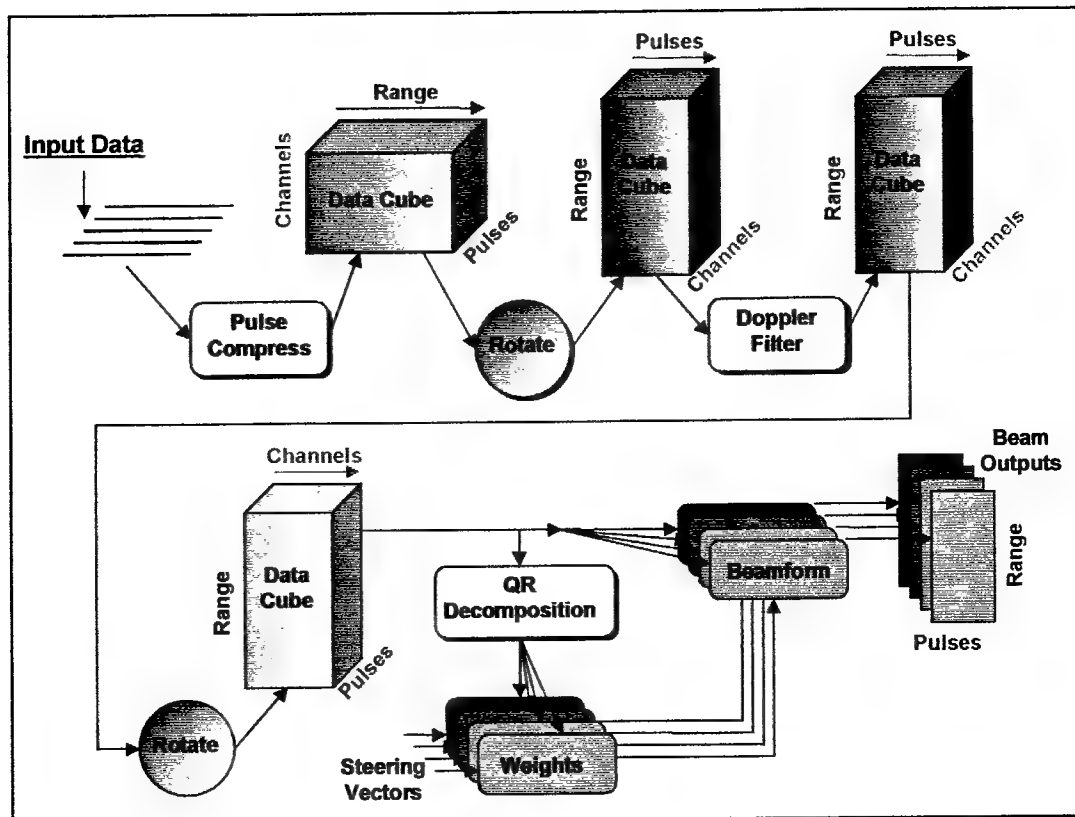 Input Data
Channels
Range
Data Cube
Pulses
Pulse
Compress
Rotate
Pulses
Range
Data
Cube
Channels
Doppler
Filter
Pulses
Range
Data
Cube
Channels
Channels
Range
Data
Cube
Pulses
Rotate
QR
Decomposition
Steering
Vectors
Weights
Beamform
Beam
Outputs
Range
Pulses